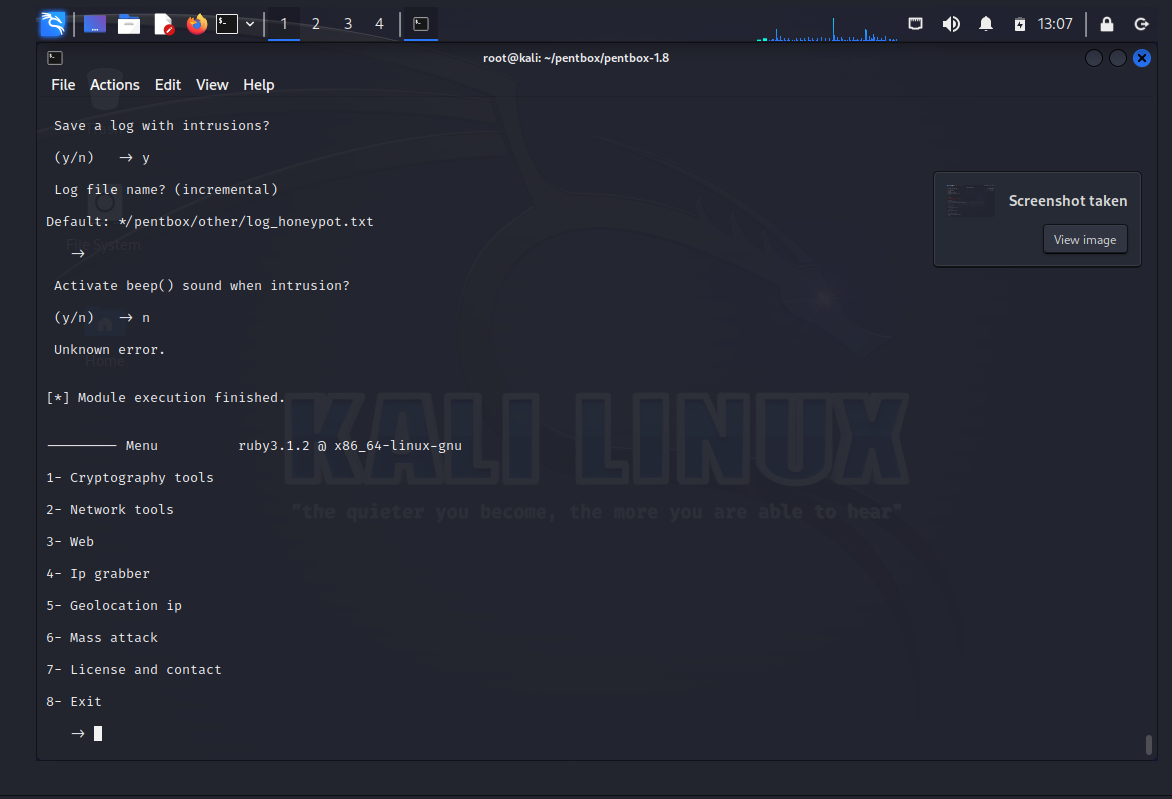 1 2 3 4 13:07
root@kali: ~/pentbox/pentbox-1.8
File Actions Edit View Help
Save a log with intrusions?
(y/n) → y
Log file name? (incremental)
Default: */pentbox/other/log_honeypot.txt
File System
→
Activate beep() sound when intrusion?
(y/n) → n
Unknown error.
Home
[*] Module execution finished.
Menu ruby3.1.2 @ x86_64-linux-gnu
1- Cryptography tools
2- Network tools
3- Web
4- Ip grabber
5- Geolocation ip
6- Mass attack
7- License and contact
8- Exit
→
Screenshot taken
View image
KALI LINUX
"the quieter you become, the more you are able to hear"